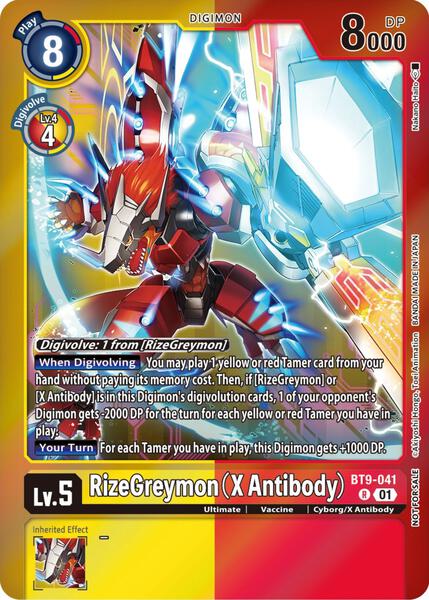 Play
8
DIGIMON
DP
8000
Digivolve
Lv.4
4
Nakano Haito
Digivolve: 1 from [RizeGreymon]
When Digivolving You may play 1 yellow or red Tamer card from your
hand without paying its memory cost. Then, if [RizeGreymon] or
[X Antibody] is in this Digimon's digivolution cards, 1 of your opponent's
Digimon gets -2000 DP for the turn for each yellow or red Tamer you have in
play.
Your Turn For each Tamer you have in play, this Digimon gets +1000 DP.
©Akiyoshi Hongo, Toei Animation BANDAI MADE IN JAPAN
NOT FOR SALE
Lv.5
RizeGreymon (X Antibody)
BT9-041
R 01
Ultimate | Vaccine | Cyborg/X Antibody
Inherited Effect
-